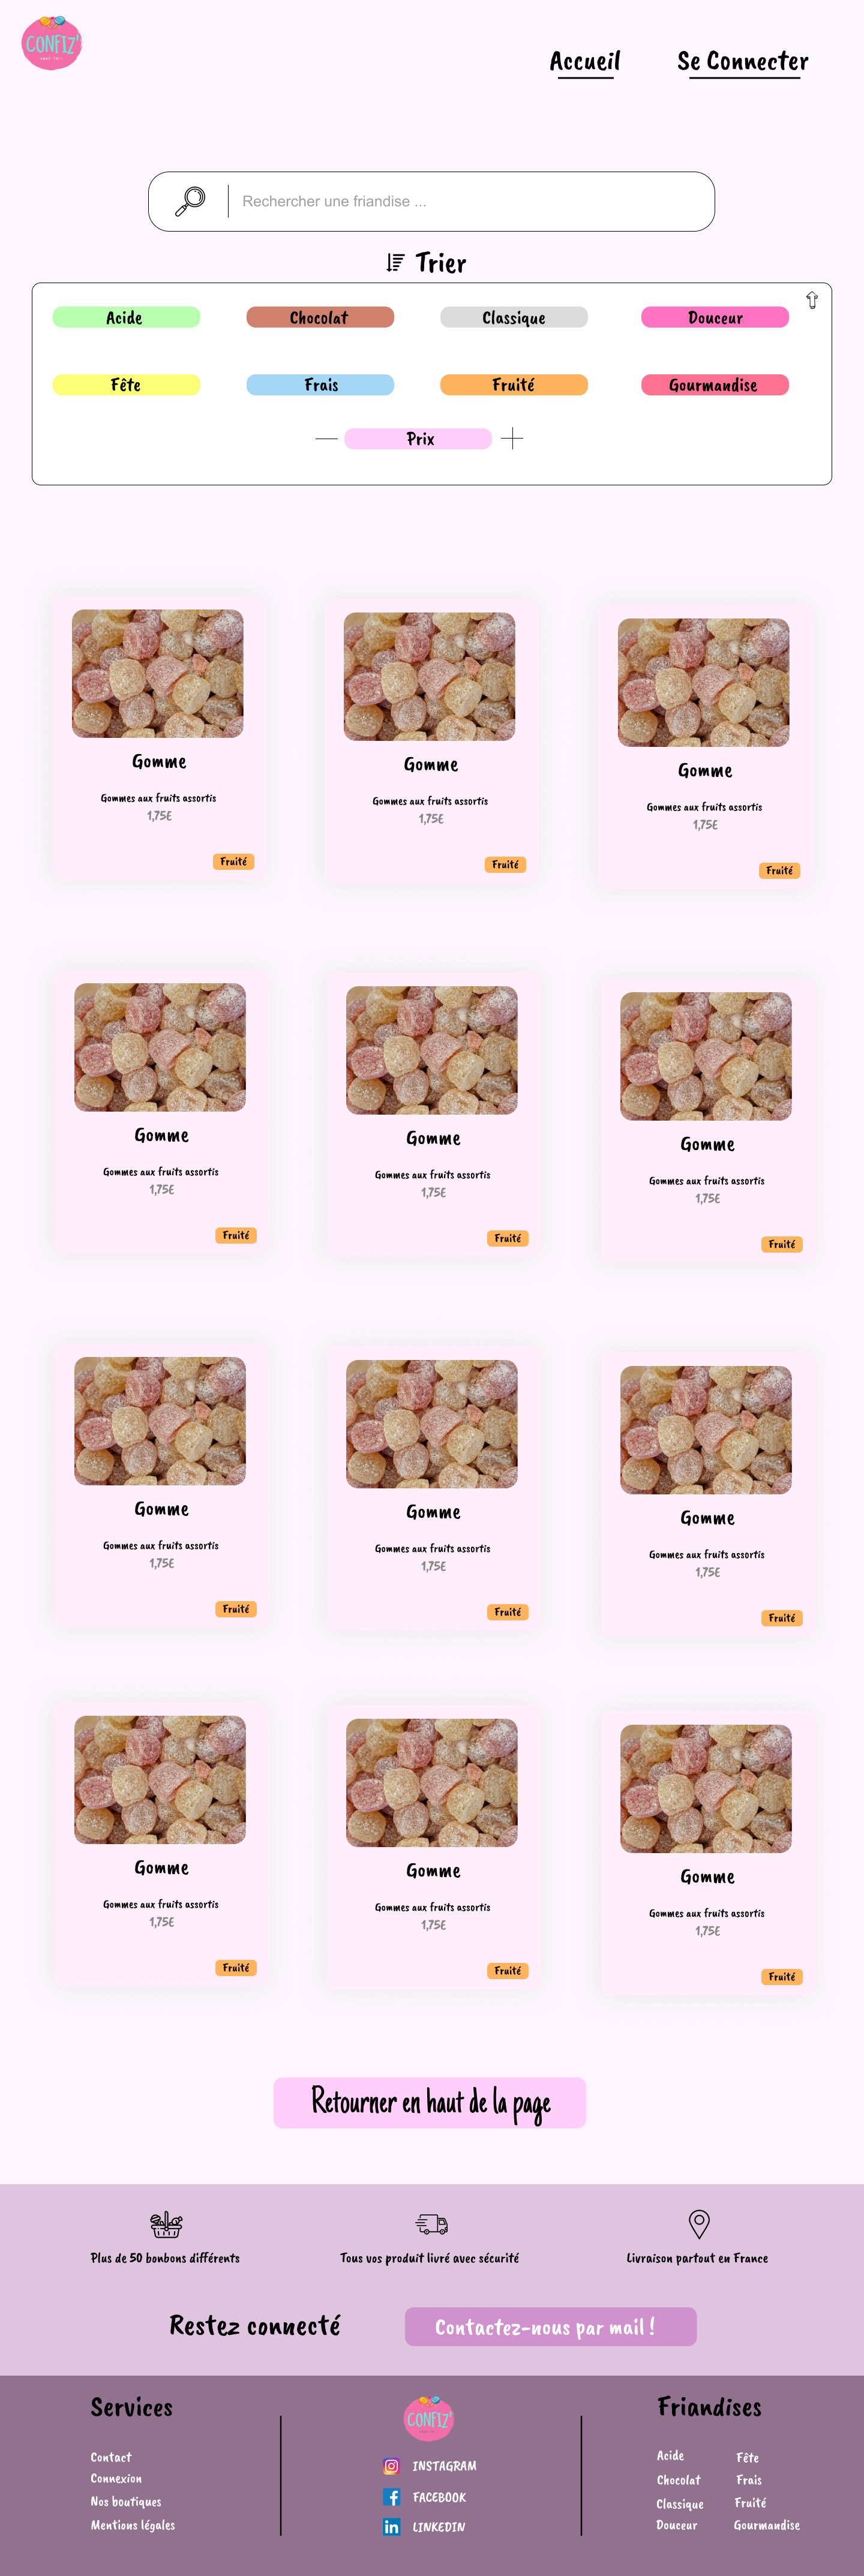 CONFIZ'
Accueil
Se Connecter
Rechercher une friandise ...
Trier
Acide
Chocolat
Classique
Douceur
Fête
Frais
Fruité
Gourmandise
Prix
Gomme
Gommes aux fruits assortis
1,75€
Fruité
Gomme
Gommes aux fruits assortis
1,75€
Fruité
Gomme
Gommes aux fruits assortis
1,75€
Fruité
Gomme
Gommes aux fruits assortis
1,75€
Fruité
Gomme
Gommes aux fruits assortis
1,75€
Fruité
Gomme
Gommes aux fruits assortis
1,75€
Fruité
Gomme
Gommes aux fruits assortis
1,75€
Fruité
Gomme
Gommes aux fruits assortis
1,75€
Fruité
Gomme
Gommes aux fruits assortis
1,75€
Fruité
Gomme
Gommes aux fruits assortis
1,75€
Fruité
Gomme
Gommes aux fruits assortis
1,75€
Fruité
Gomme
Gommes aux fruits assortis
1,75€
Fruité
Retourner en haut de la page
Plus de 50 bonbons différents
Tous vos produit livré avec sécurité
Livraison partout en France
Restez connecté
Contactez-nous par mail !
Services
Contact
Connexion
Nos boutiques
Mentions légales
CONFIZ'
INSTAGRAM
FACEBOOK
LINKEDIN
Friandises
Acide
Chocolat
Classique
Douceur
Fête
Frais
Fruité
Gourmandise